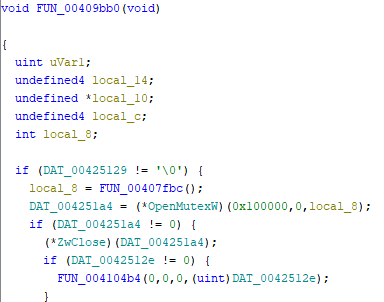 void FUN_00409bb0(void)
{
uint uVar1;
undefined4 local_14;
undefined *local_10;
undefined4 local_c;
int local_8;
if (DAT_00425129 != '\0') {
local_8 = FUN_00407fbc();
DAT_004251a4 = (*OpenMutexW)(0x100000,0,local_8);
if (DAT_004251a4 != 0) {
(*ZwClose)(DAT_004251a4);
if (DAT_0042512e != 0) {
FUN_004104b4(0,0,0,(uint)DAT_0042512e);
}